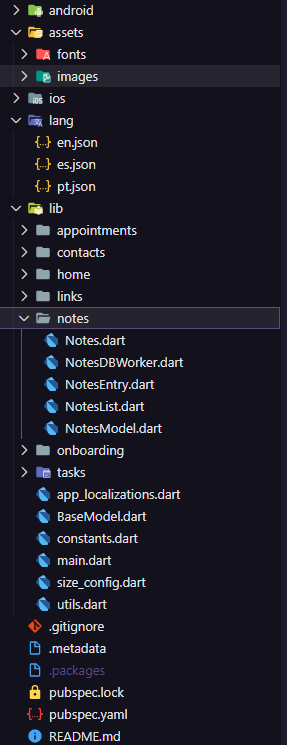 android
assets
fonts
images
ios
lang
en.json
es.json
pt.json
lib
appointments
contacts
home
links
notes
Notes.dart
NotesDBWorker.dart
NotesEntry.dart
NotesList.dart
NotesModel.dart
onboarding
tasks
app_localizations.dart
BaseModel.dart
constants.dart
main.dart
size_config.dart
utils.dart
.gitignore
.metadata
.packages
pubspec.lock
pubspec.yaml
README.md